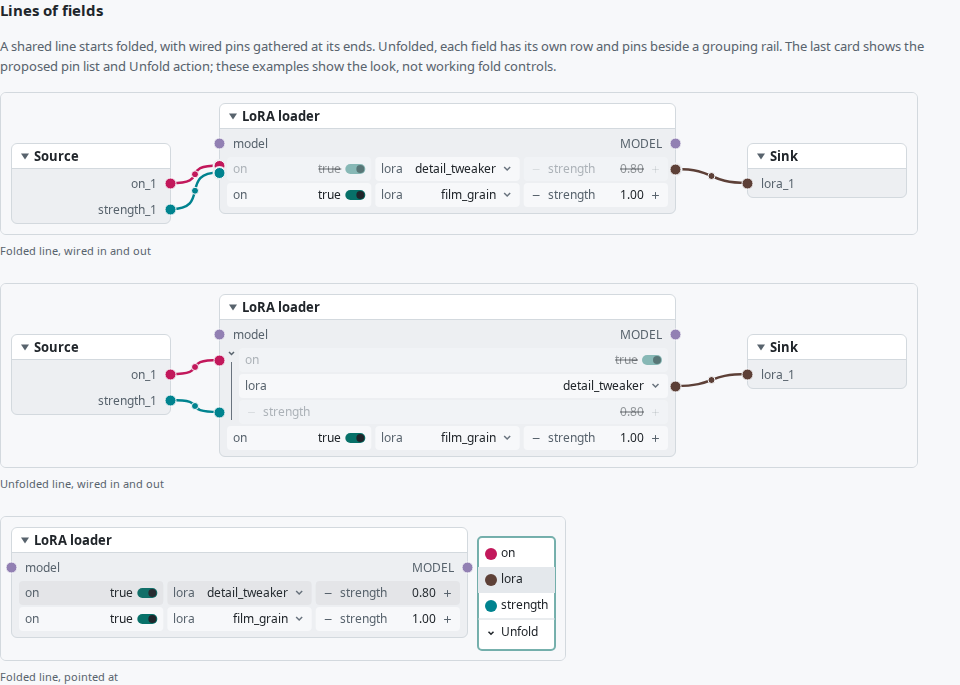 Lines of fields
A shared line starts folded, with wired pins gathered at its ends. Unfolded, each field has its own row and pins beside a grouping rail. The last card shows the
proposed pin list and Unfold action; these examples show the look, not working fold controls.
LoRA loader
model MODEL
Source
Sink
on true lora detail_tweaker − strength 0.80 +
on_1
lora_1
on true lora film_grain − strength 1.00 +
strength_1
Folded line, wired in and out
LoRA loader
model MODEL
Source
Sink
on true
on_1
lora_1
lora detail_tweaker
strength_1
− strength 0.80 +
on true lora film_grain − strength 1.00 +
Unfolded line, wired in and out
LoRA loader
on
model MODEL
lora
on true lora detail_tweaker − strength 0.80 +
strength
on true lora film_grain − strength 1.00 +
Unfold
Folded line, pointed at